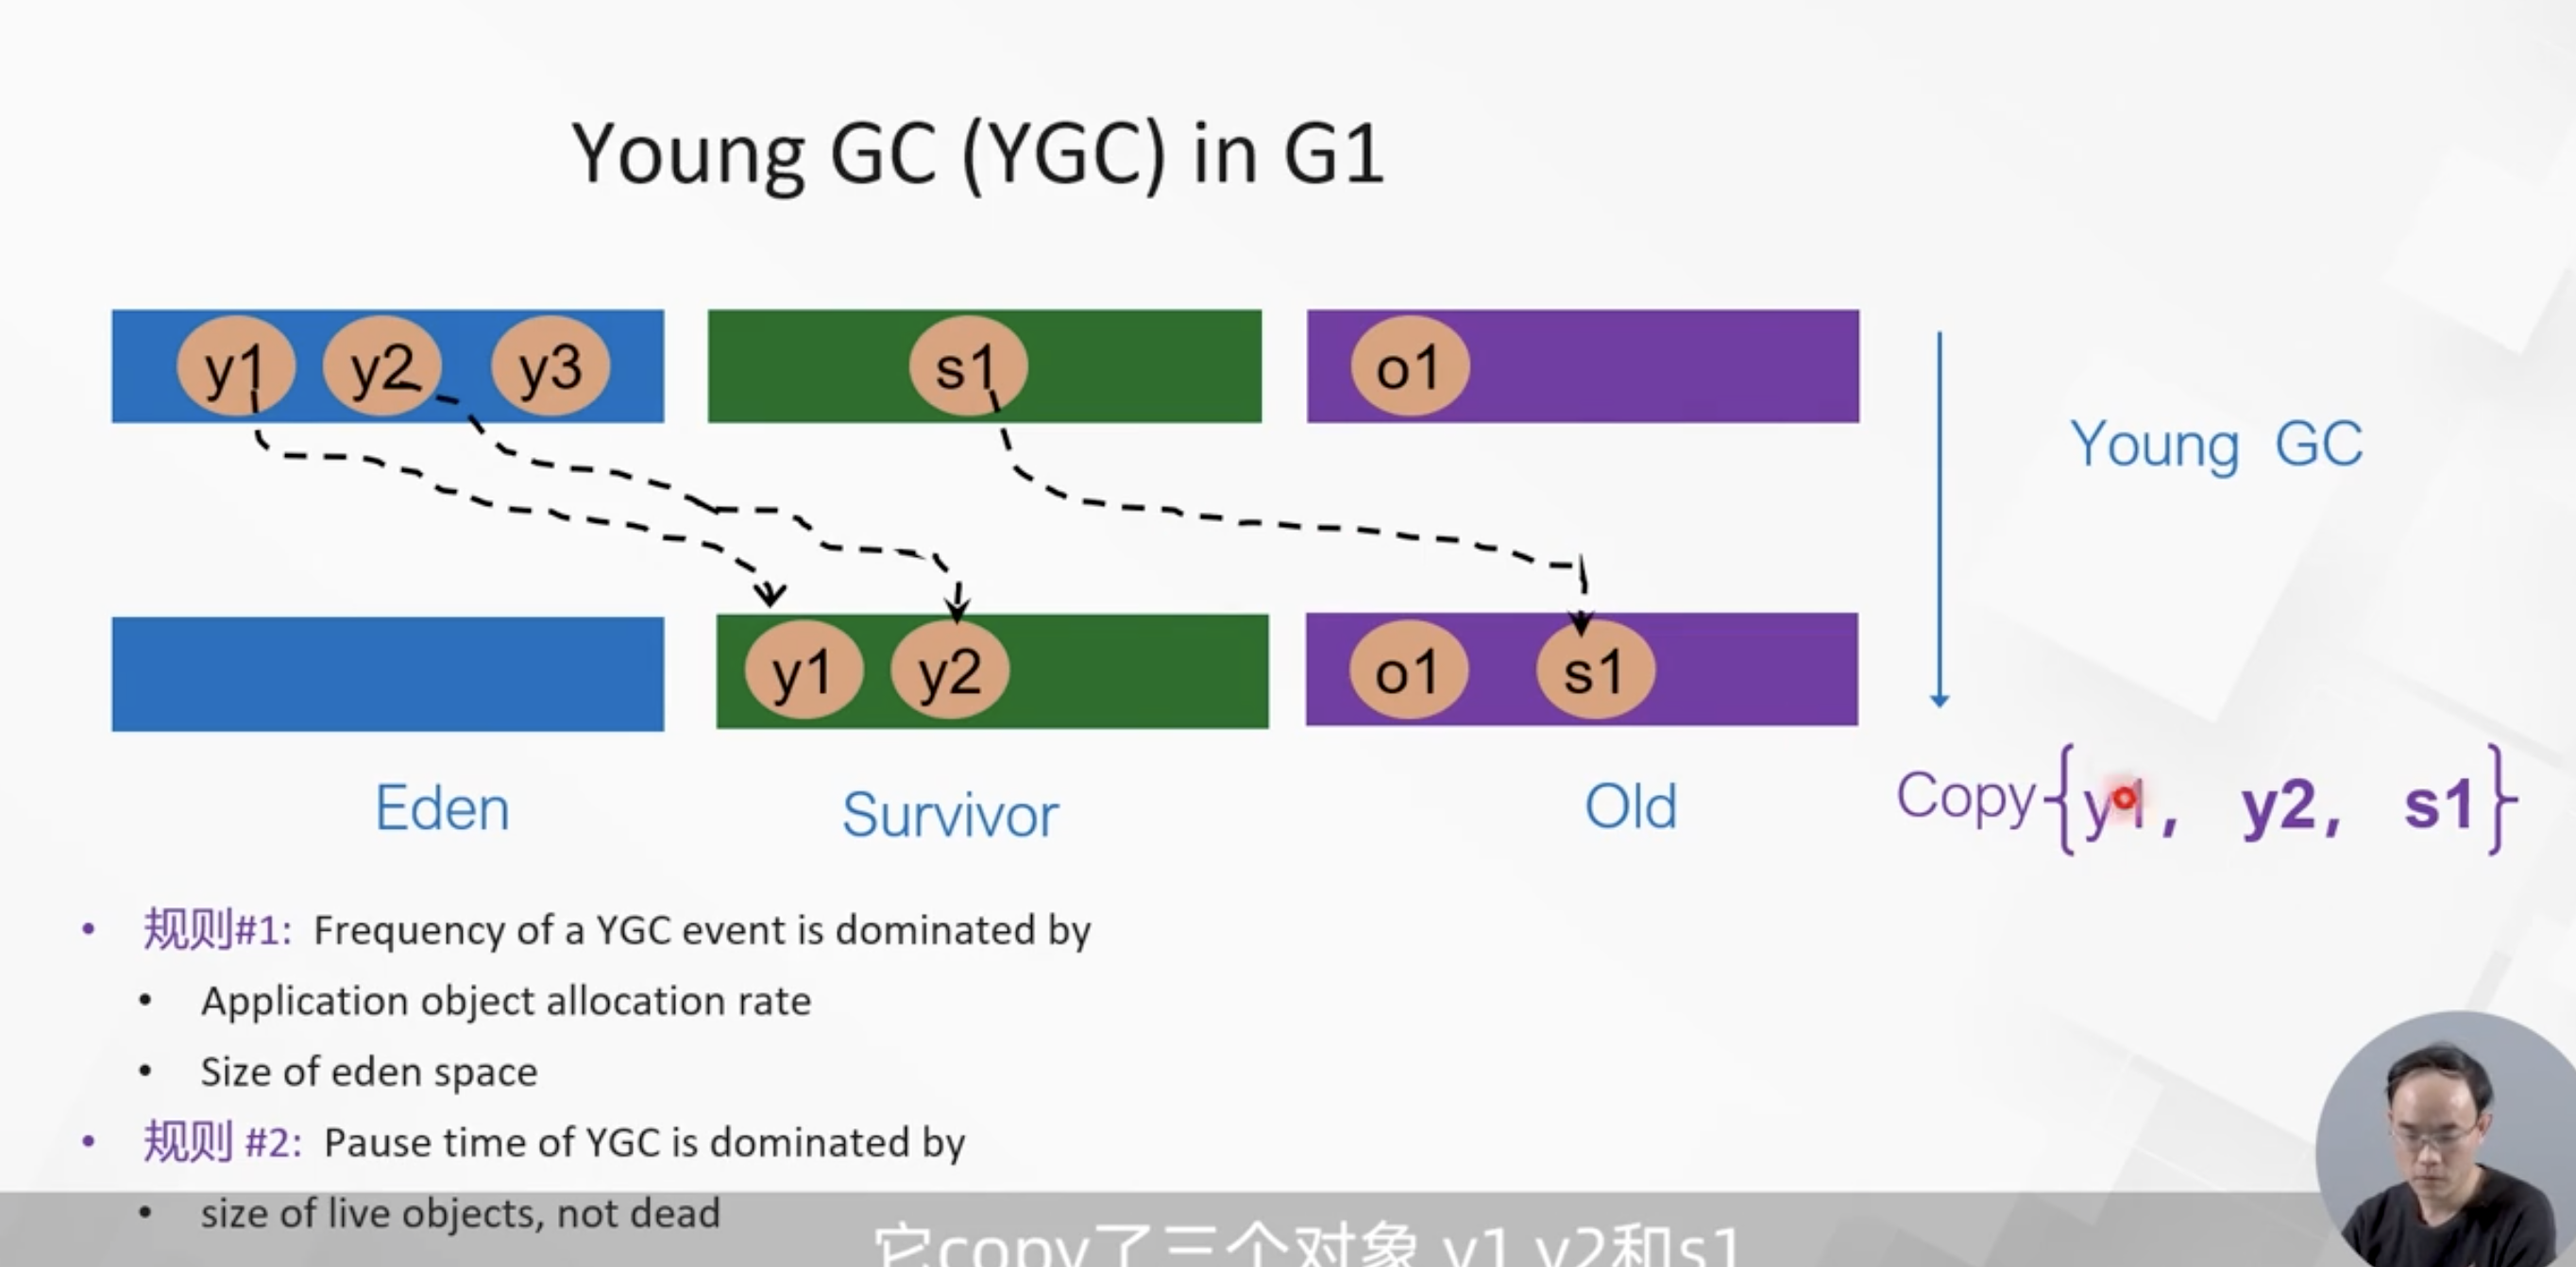 Young GC (YGC) in G1
y1 y2 y3 s1 o1
Young GC
y1 y2 o1 s1
Eden Survivor Old Copy{y1, y2, s1}
• 规则#1: Frequency of a YGC event is dominated by
• Application object allocation rate
• Size of eden space
• 规则 #2: Pause time of YGC is dominated by
• size of live objects, not dead
它copy了三个对象 y1 y2和s1